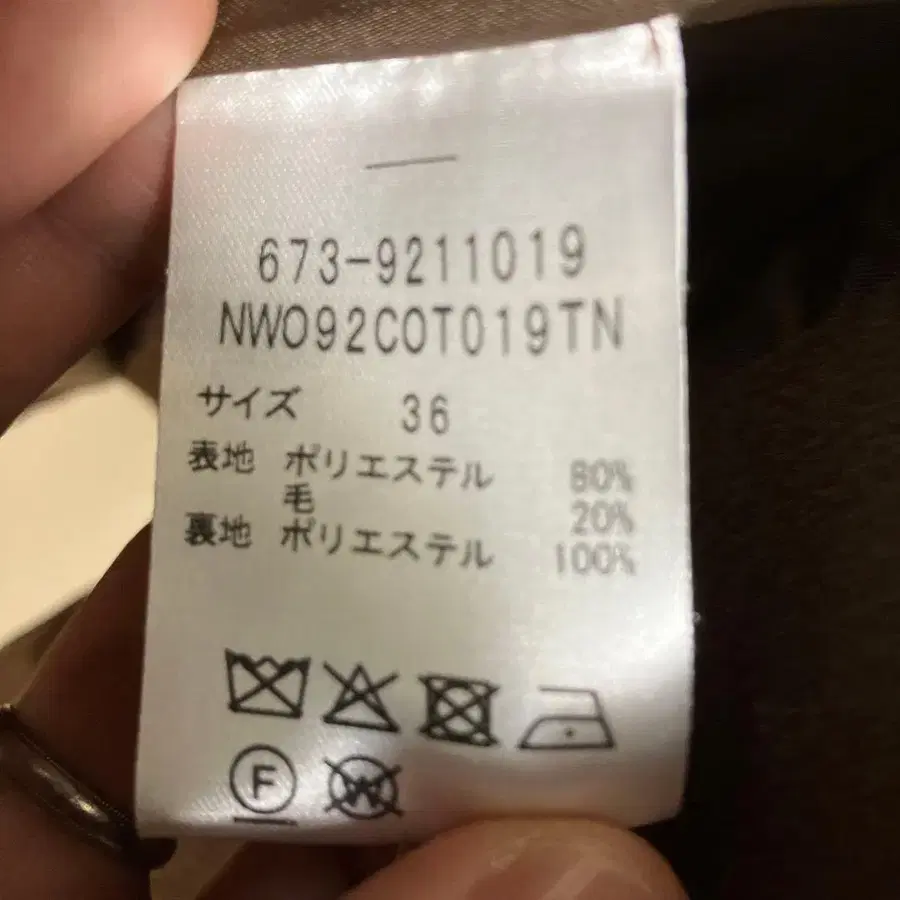 673-9211019
NW092COT019TN
サイズ 36
表地 ポリエステル 80%
毛 20%
裏地 ポリエステル 100%
F
W